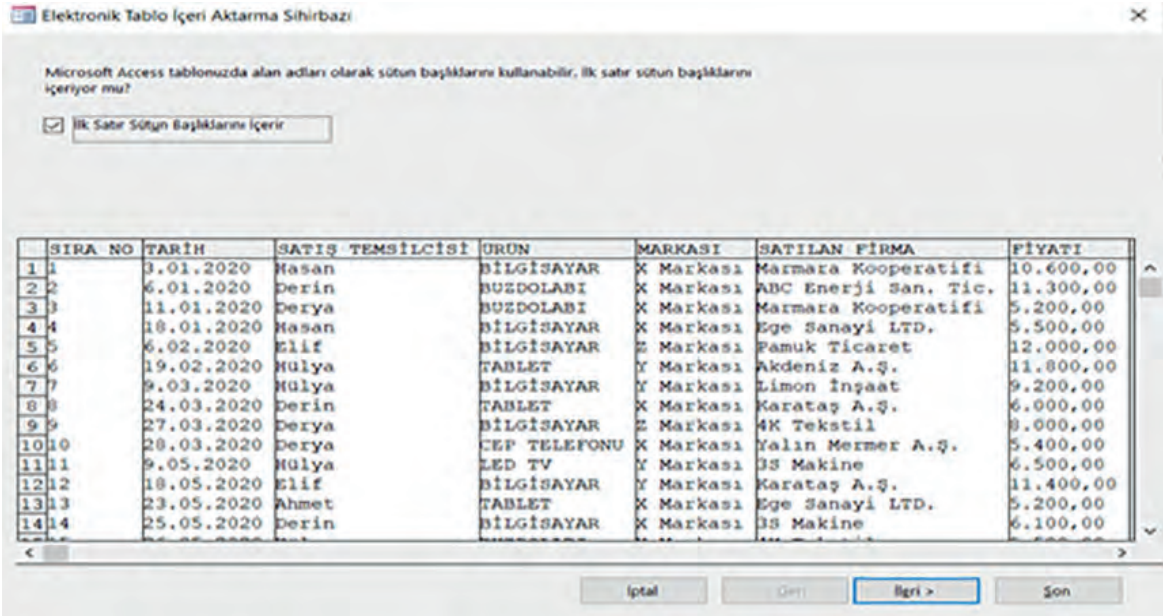 Elektronik Tablo İçeri Aktarma Sihirbazı
Microsoft Access tablonuzda alan adları olarak sütun başlıklarını kullanabilir, ilk satır sütun başlıklarını
içeriyor mu?
İlk Satır Sütun Başlıklarını İçerir
SIRA NO TARİH SATIŞ TEMSİLCİSİ ÜRÜN MARKASI SATILAN FİRMA FİYATI
1 1 3.01.2020 Hasan BİLGİSAYAR X Markası Marmara Kooperatifi 10.600,00
2 2 6.01.2020 Derin BUZDOLABI X Markası ABC Enerji San. Tic. 11.300,00
3 3 11.01.2020 Derya BUZDOLABI X Markası Marmara Kooperatifi 5.200,00
4 4 18.01.2020 Hasan BİLGİSAYAR X Markası Ege Sanayi LTD. 5.500,00
5 5 6.02.2020 Elif BİLGİSAYAR Z Markası Pamuk Ticaret 12.000,00
6 6 19.02.2020 Hülya TABLET Y Markası Akdeniz A.Ş. 11.800,00
7 7 9.03.2020 Hülya BİLGİSAYAR Y Markası Limon İnşaat 9.200,00
8 8 24.03.2020 Derin TABLET X Markası Karataş A.Ş. 6.000,00
9 9 27.03.2020 Derya BİLGİSAYAR Z Markası 4K Tekstil 8.000,00
10 10 28.03.2020 Derya CEP TELEFONU X Markası Yalın Mermer A.Ş. 5.400,00
11 11 9.05.2020 Hülya LED TV Y Markası 3S Makine 6.500,00
12 12 18.05.2020 Elif BİLGİSAYAR Y Markası Karataş A.Ş. 11.400,00
13 13 23.05.2020 Ahmet TABLET X Markası Ege Sanayi LTD. 5.200,00
14 14 25.05.2020 Derin BİLGİSAYAR X Markası 3S Makine 6.100,00
İptal Geri İlgri > Son